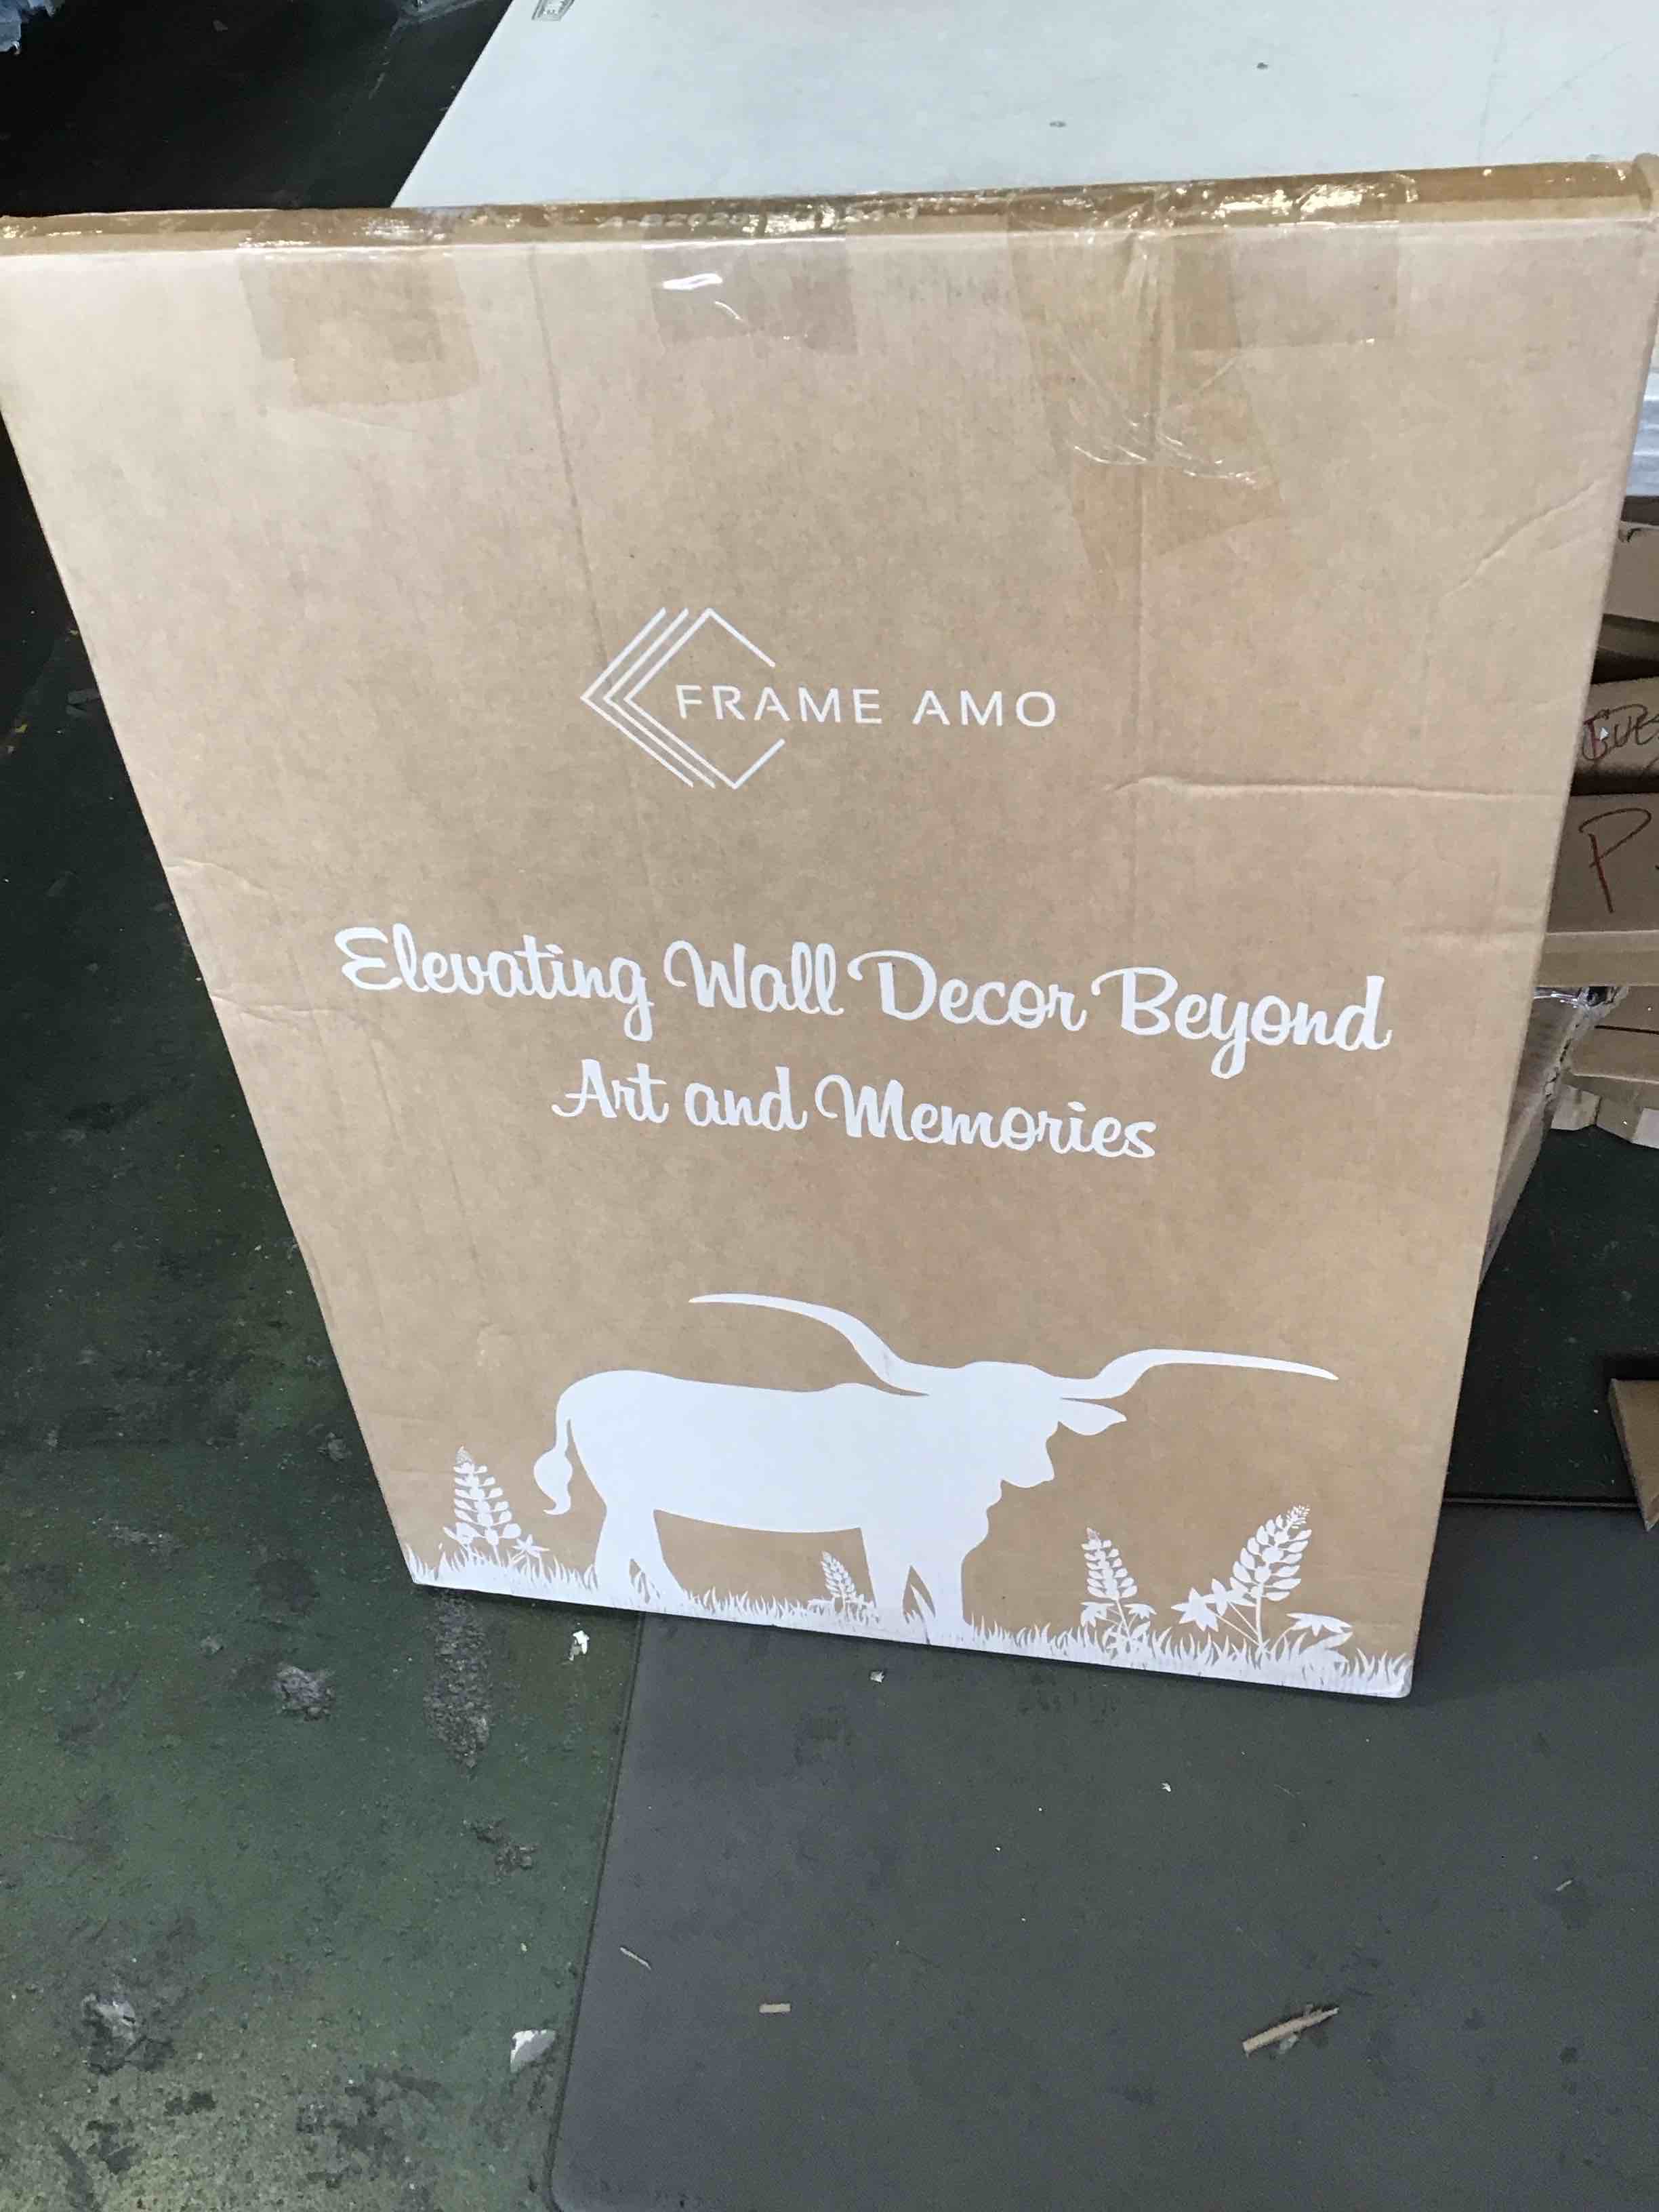 FRAME AMO
Elevating Wall Decor Beyond
Art and Memories
P